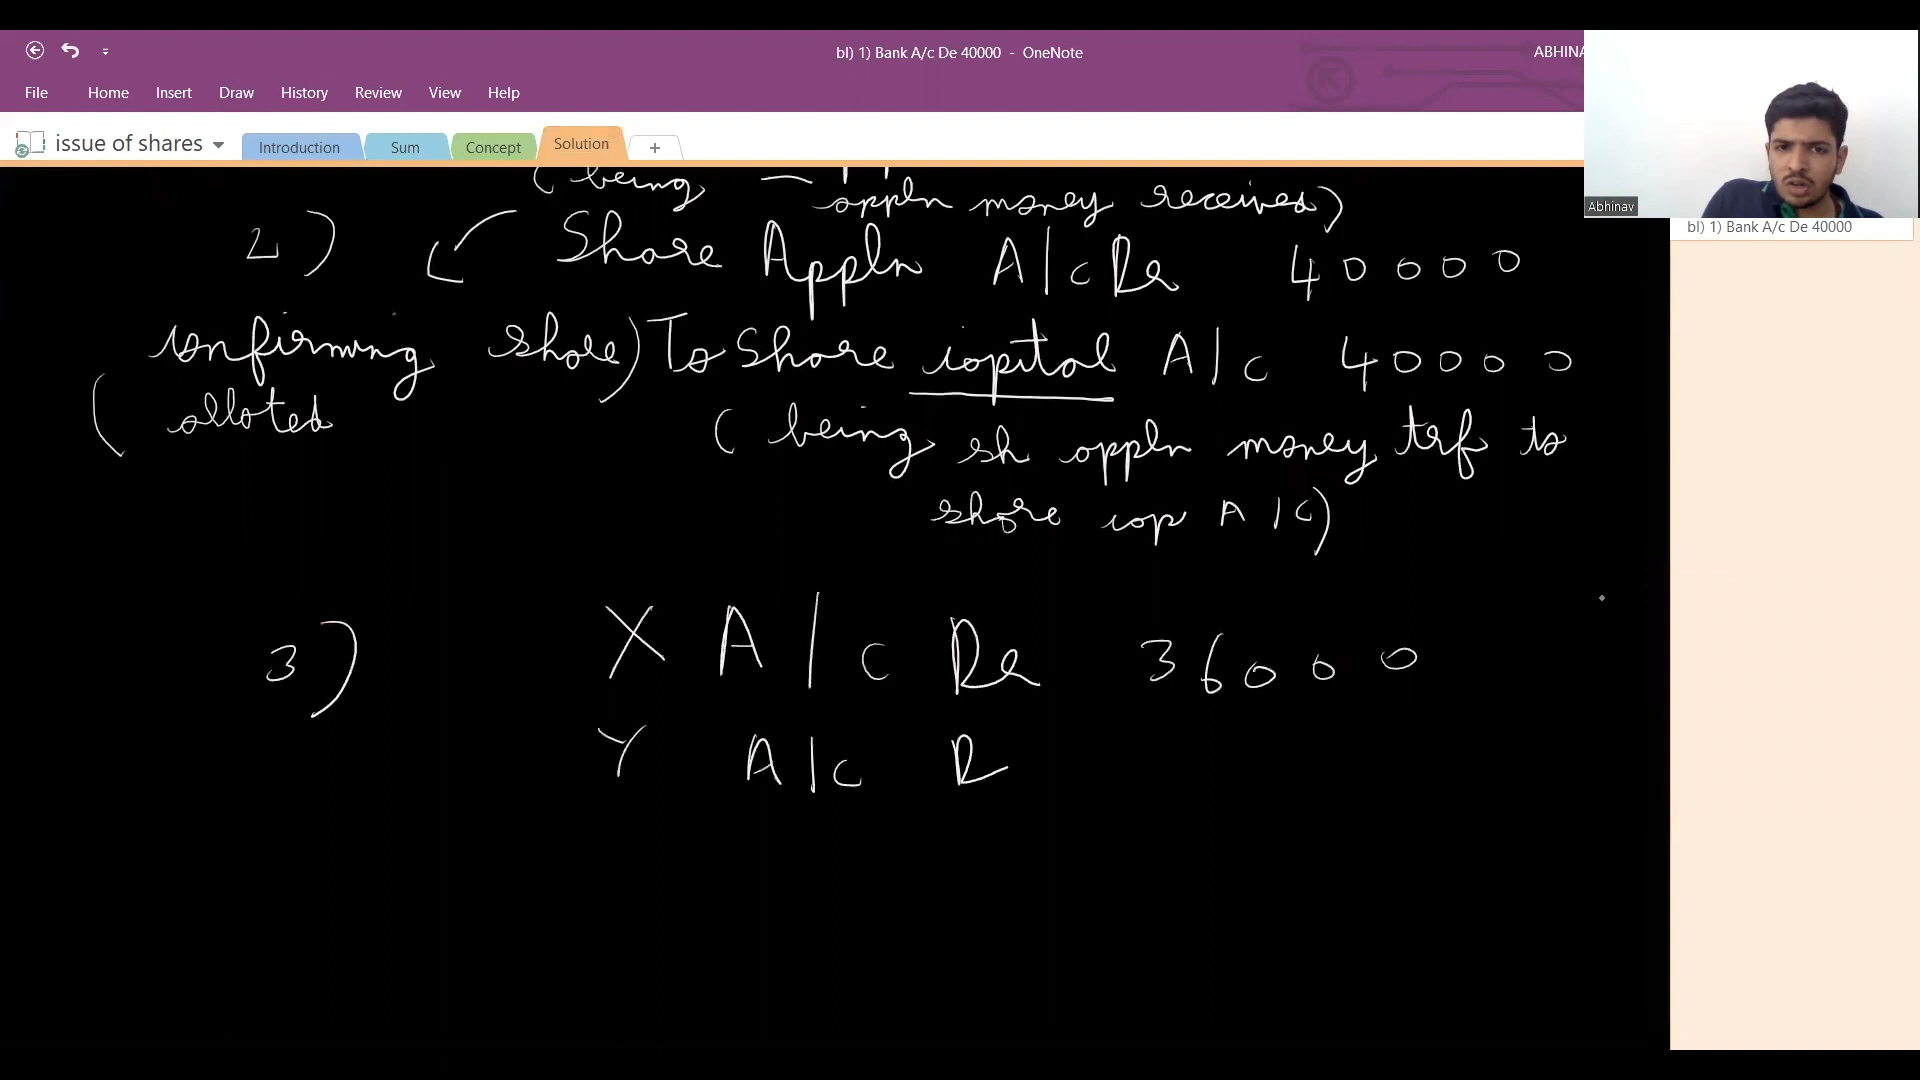 bl) 1) Bank A/c De 40000 - OneNote
ABHINA
File Home Insert Draw History Review View Help
issue of shares
Introduction Sum Concept Solution +
Abhinav
bl) 1) Bank A/c De 40000
(being
appln money received)
2) Share Appln A/c Dr 40000
confirming share) To Share capital A/c 40000
( alloted
(being sh appln money trf to
share cap A/C)
3) X A/c Dr 36000
Y A/c D